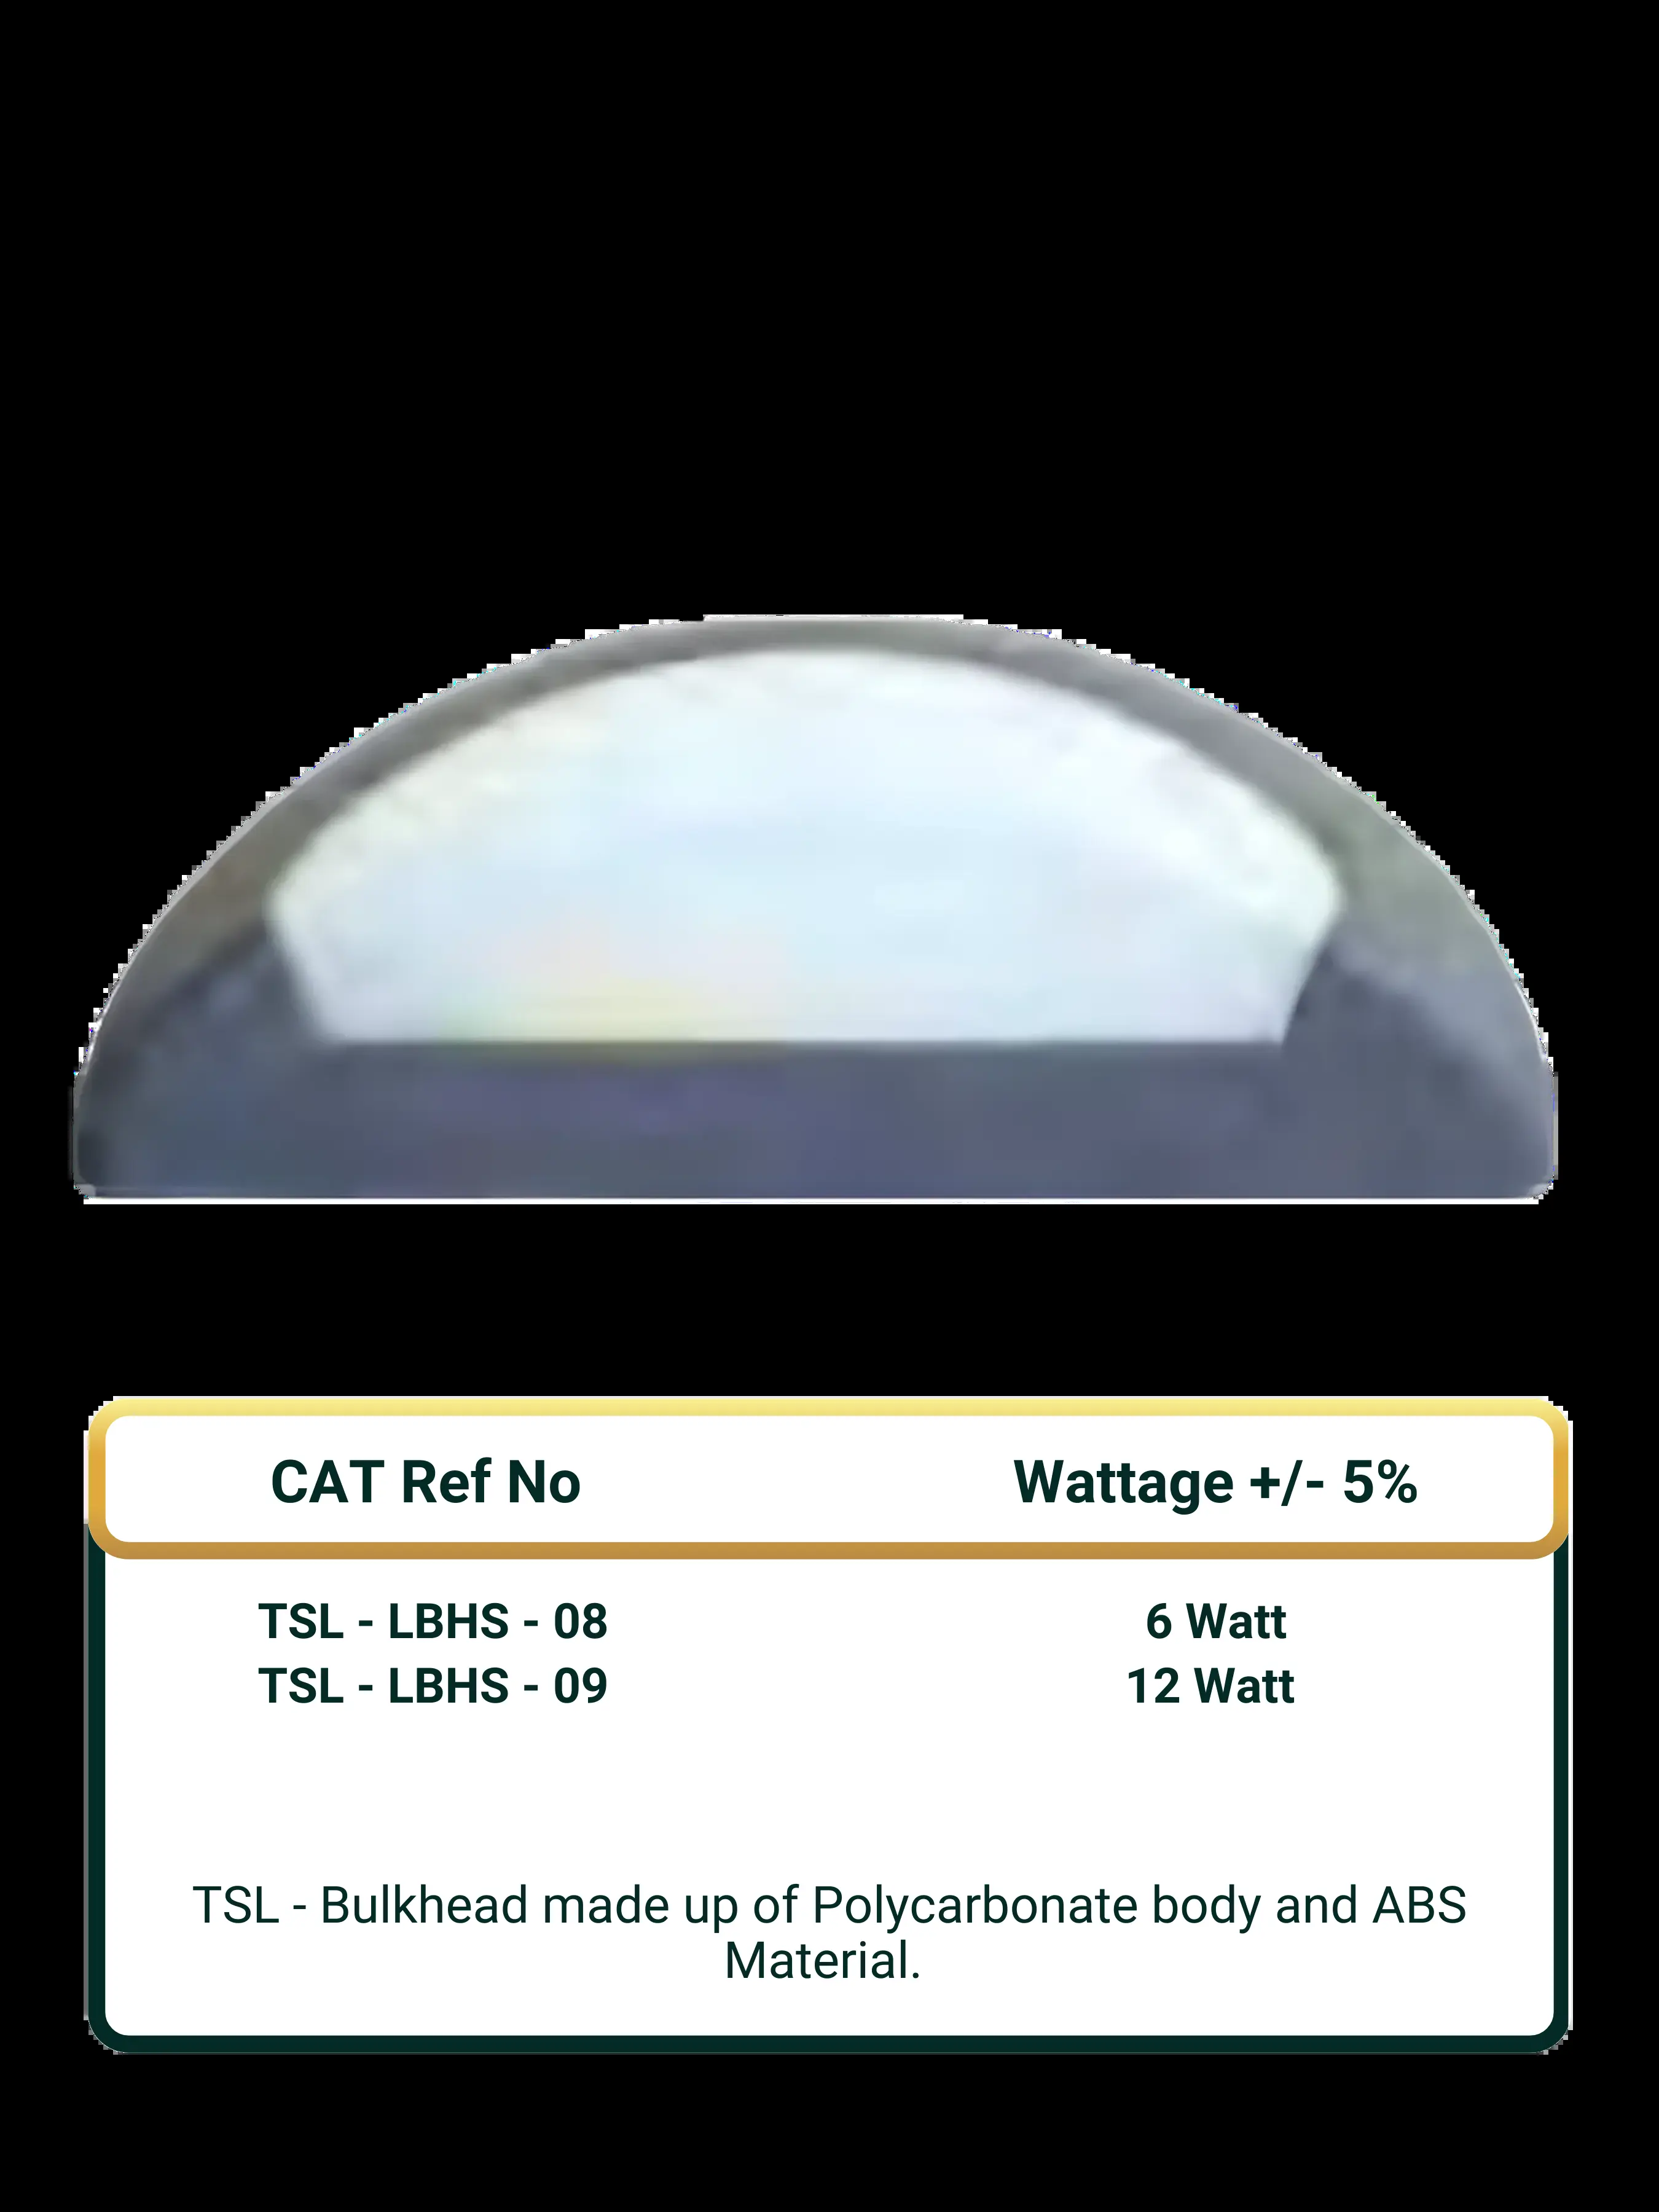 CAT Ref No Wattage +/- 5%
TSL - LBHS - 08 6 Watt
TSL - LBHS - 09 12 Watt
TSL - Bulkhead made up of Polycarbonate body and ABS
Material.